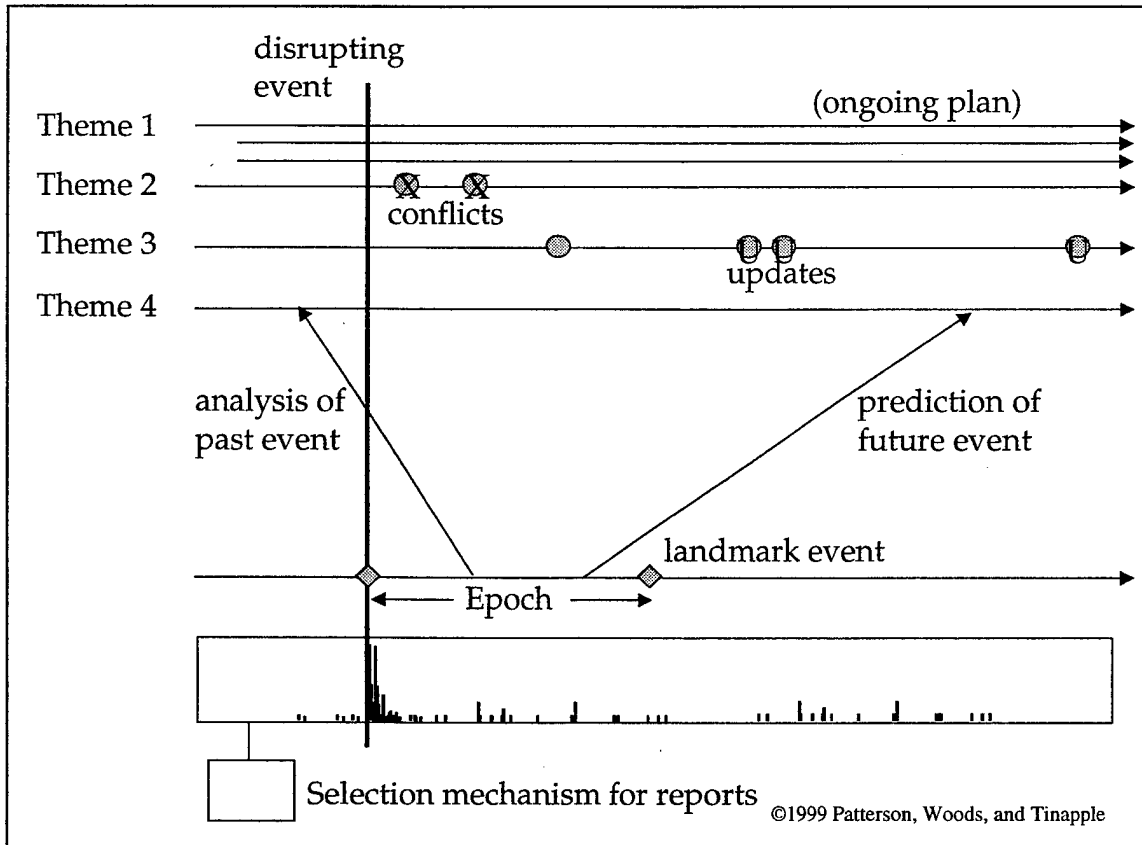 disrupting
event
(ongoing plan)
Theme 1
Theme 2
X X
conflicts
Theme 3
U U U
updates
Theme 4
analysis of
past event
prediction of
future event
landmark event
Epoch
Selection mechanism for reports
©1999 Patterson, Woods, and Tinapple